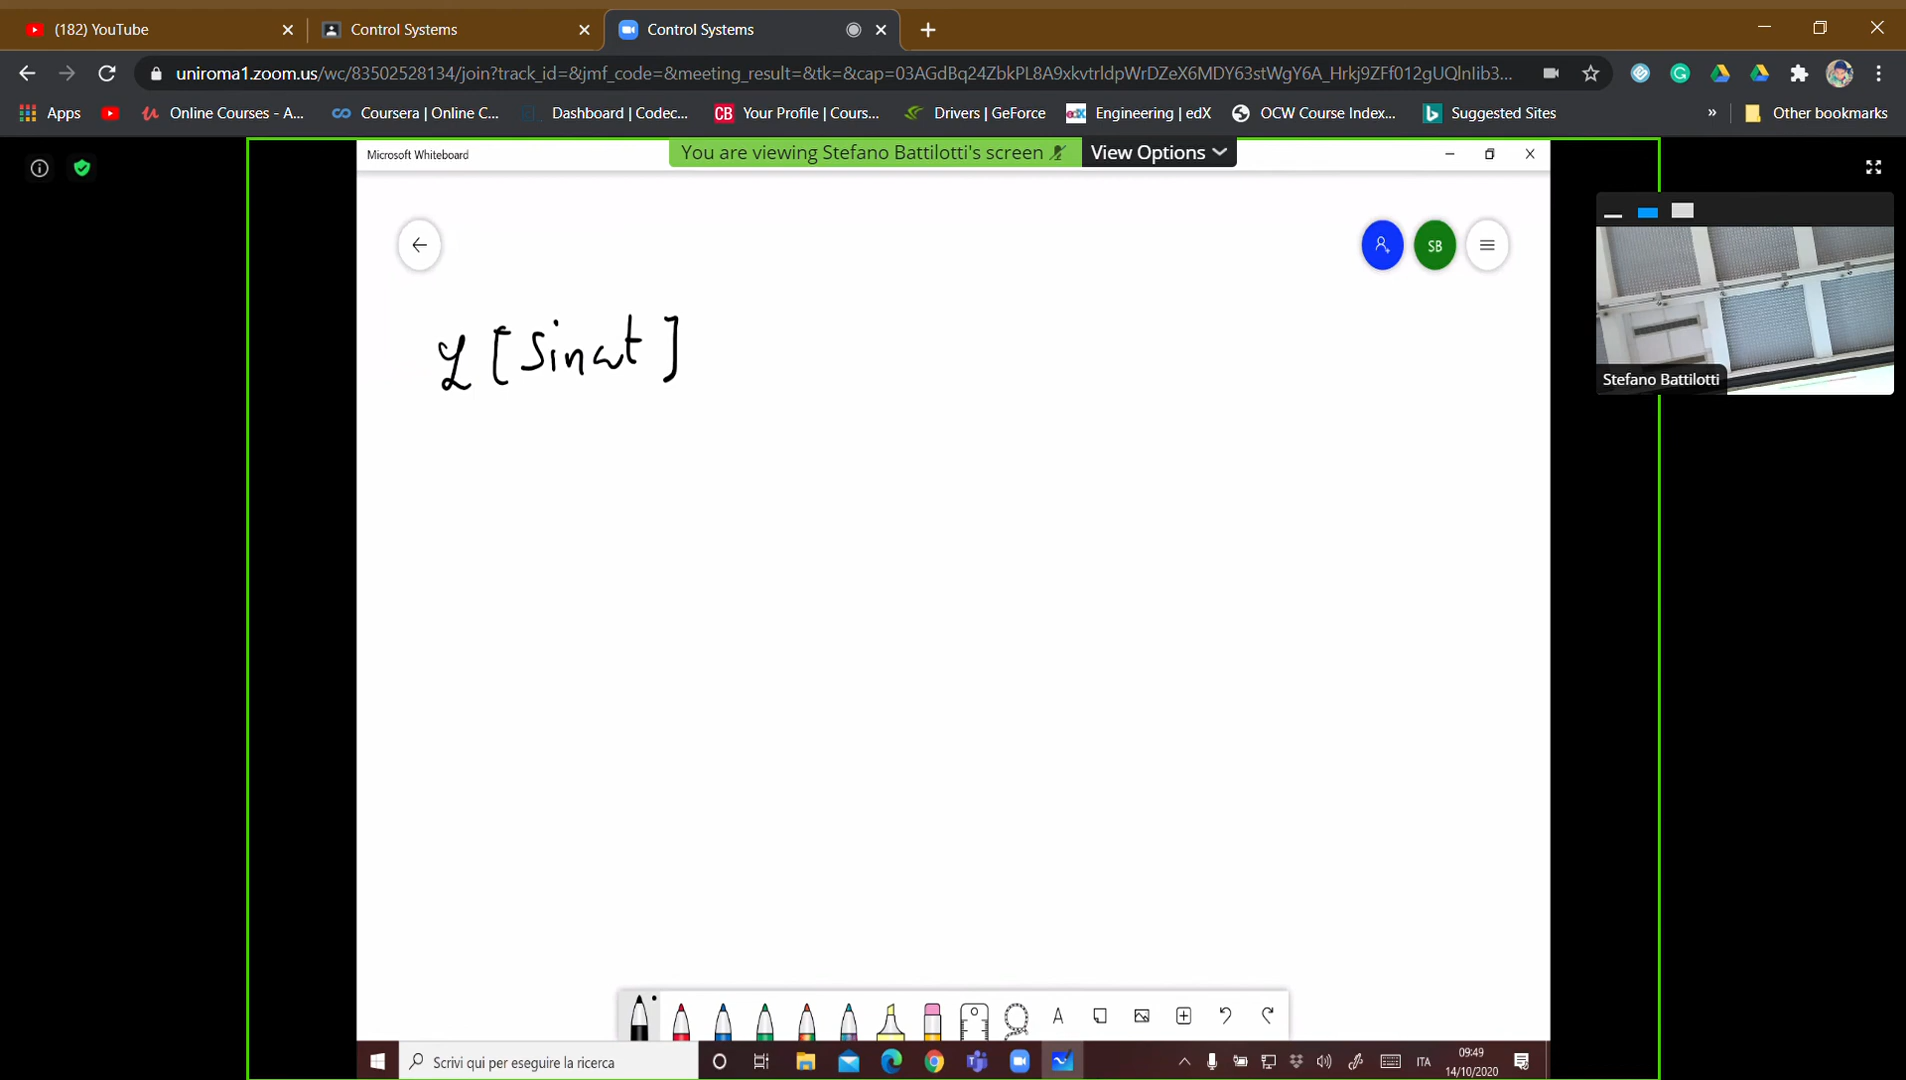 (182) YouTube
Control Systems
Control Systems
uniroma1.zoom.us/wc/83502528134/join?track_id=&jmf_code=&meeting_result=&tk=&cap=03AGdBq24ZbkPL8A9xkvtrldpWrDZeX6MDY63stWgY6A_Hrkj9ZFf012gUQlnIib3...
Apps
Online Courses - A...
Coursera | Online C...
Dashboard | Codec...
CB
Your Profile | Cours...
Drivers | GeForce
edX
Engineering | edX
OCW Course Index...
Suggested Sites
»
Other bookmarks
Microsoft Whiteboard
You are viewing Stefano Battilotti's screen
View Options
SB
Stefano Battilotti
ℒ [Sinωt]
A
Scrivi qui per eseguire la ricerca
ITA
09:49
14/10/2020